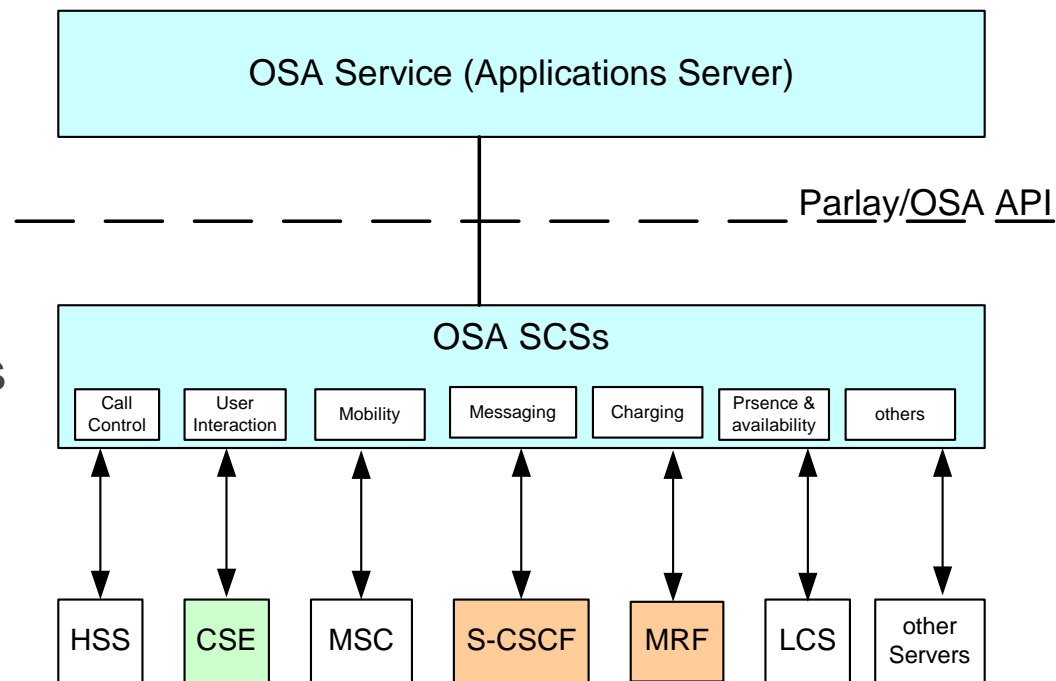 OSA Service (Applications Server)
Parlay/OSA API
OSA SCSs
s
Call
Control
User
Interaction
Mobility
Messaging
Charging
Prsence &
availability
others
HSS
CSE
MSC
S-CSCF
MRF
LCS
other
Servers